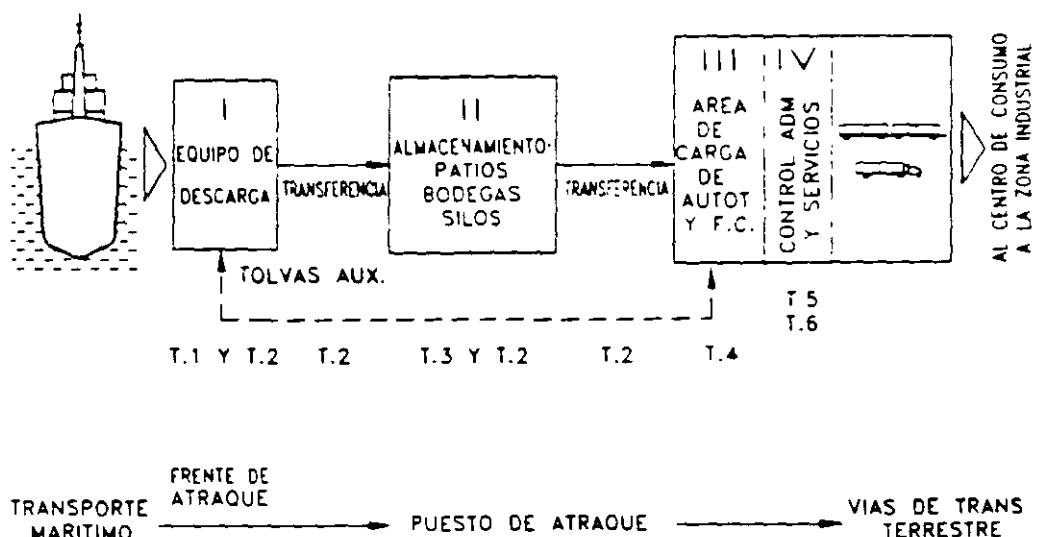 I
EQUIPO DE
DESCARGA
TRANSFERENCIA
II
ALMACENAMIENTO·
PATIOS
BODEGAS
SILOS
TRANSFERENCIA
III
AREA
DE
CARGA
DE
AUTOT
Y F.C.
IV
CONTROL ADM
Y SERVICIOS
AL CENTRO DE CONSUMO
A LA ZONA INDUSTRIAL
TOLVAS AUX.
T 5
T.6
T.1 Y T.2
T.2
T.3 Y T.2
T.2
T.4
FRENTE DE
ATRAQUE
TRANSPORTE
MARITIMO
PUESTO DE ATRAQUE
VIAS DE TRANS
TERRESTRE